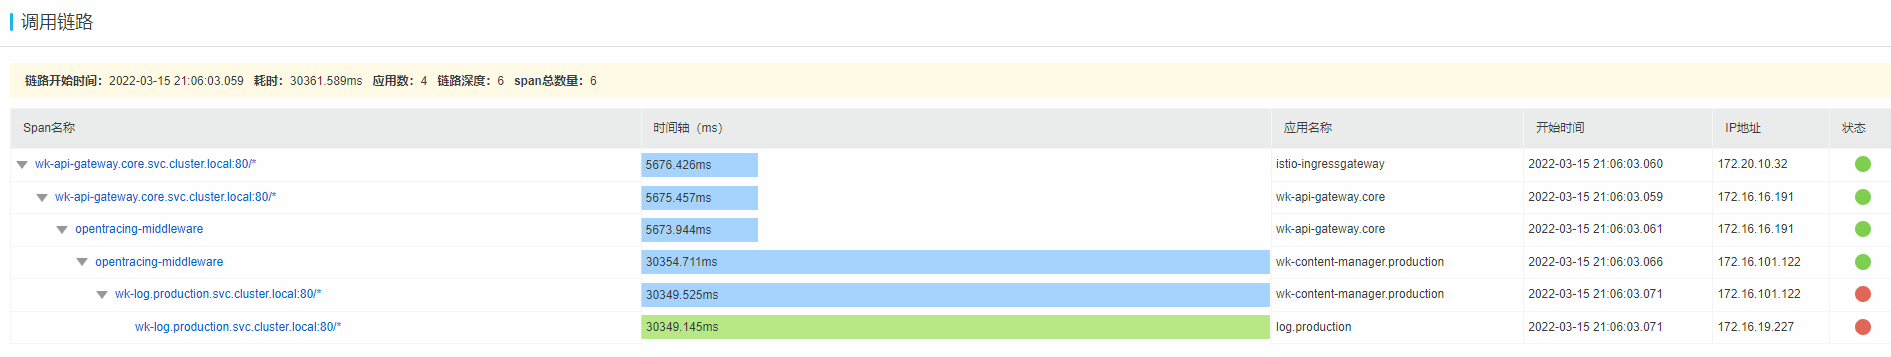 调用链路
链路开始时间：2022-03-15 21:06:03.059 耗时：30361.589ms 应用数：4 链路深度：6 span总数量：6
Span名称 时间轴（ms） 应用名称 开始时间 IP地址 状态
wk-api-gateway.core.svc.cluster.local:80/* 5676.426ms istio-ingressgateway 2022-03-15 21:06:03.060 172.20.10.32
wk-api-gateway.core.svc.cluster.local:80/* 5675.457ms wk-api-gateway.core 2022-03-15 21:06:03.059 172.16.16.191
opentracing-middleware 5673.944ms wk-api-gateway.core 2022-03-15 21:06:03.061 172.16.16.191
opentracing-middleware 30354.711ms wk-content-manager.production 2022-03-15 21:06:03.066 172.16.101.122
wk-log.production.svc.cluster.local:80/* 30349.525ms wk-content-manager.production 2022-03-15 21:06:03.071 172.16.101.122
wk-log.production.svc.cluster.local:80/* 30349.145ms log.production 2022-03-15 21:06:03.071 172.16.19.227